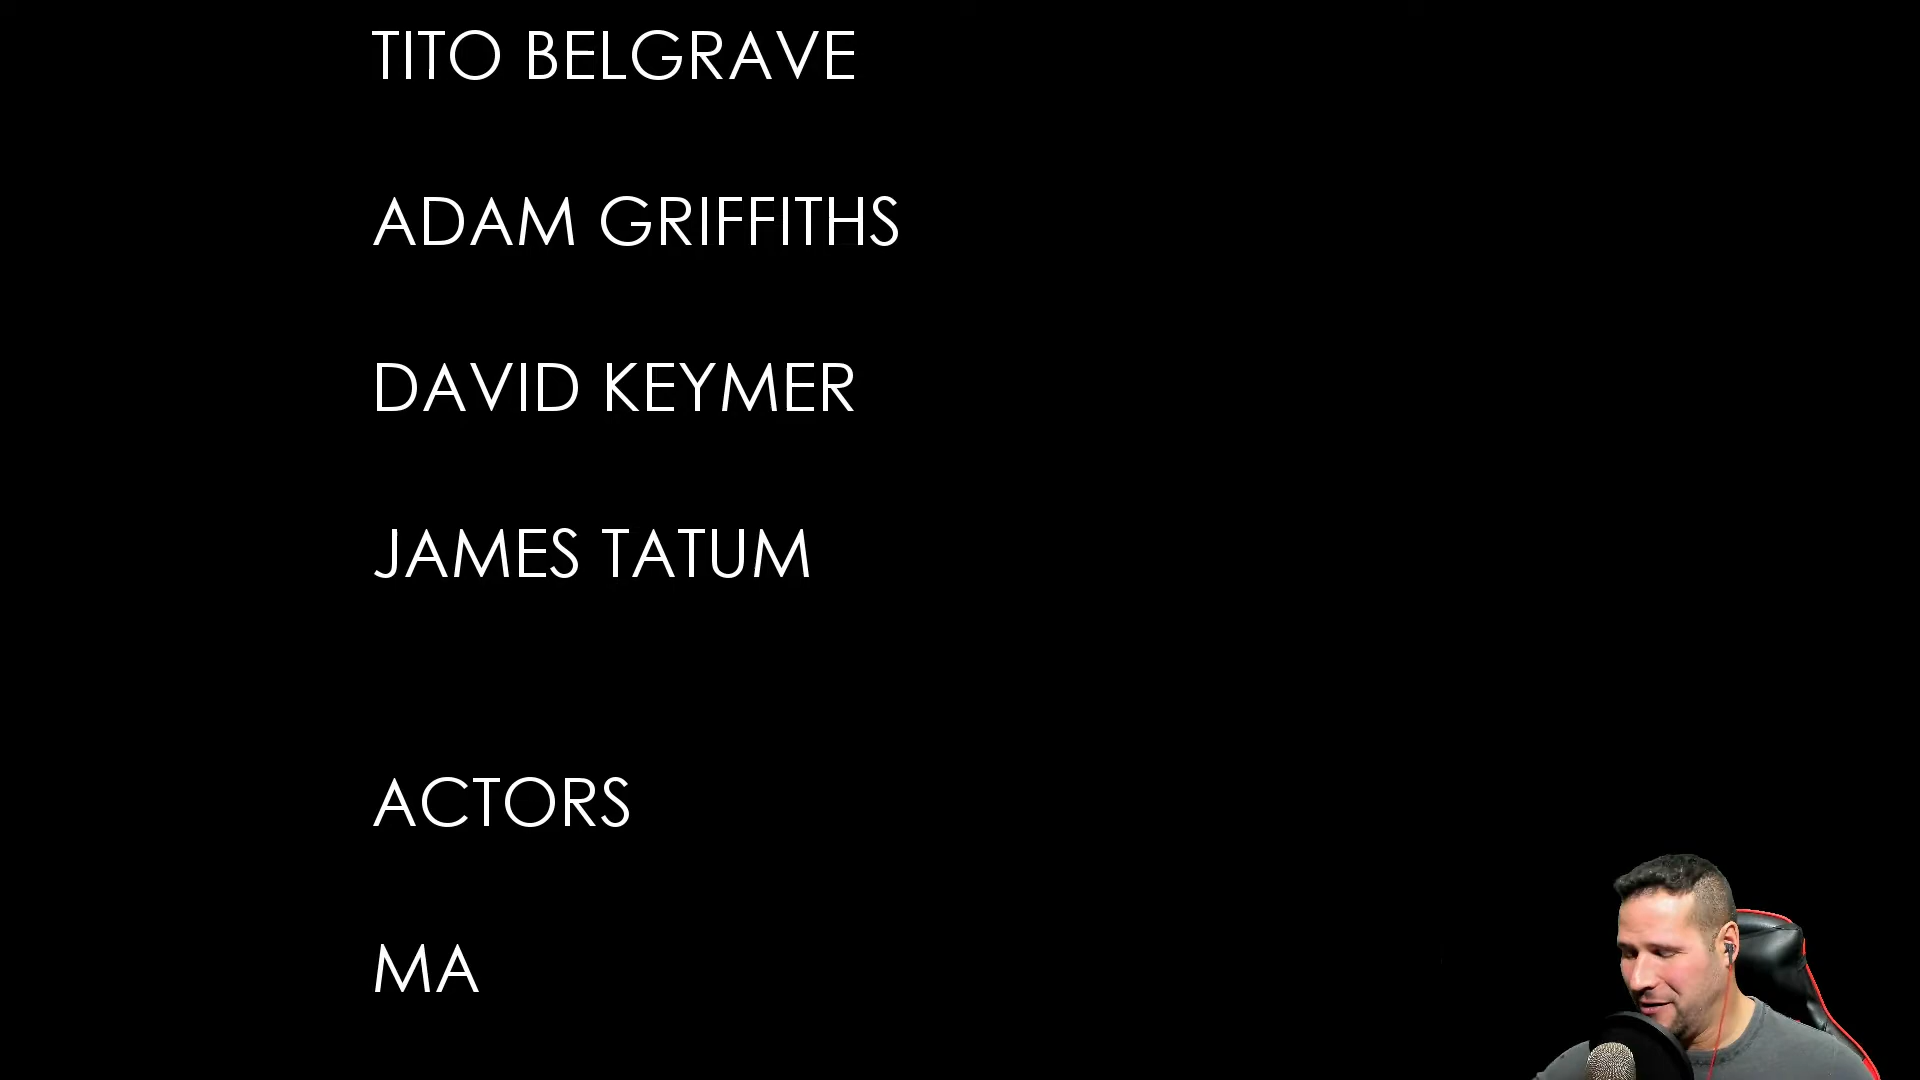 TITO BELGRAVE
ADAM GRIFFITHS
DAVID KEYMER
JAMES TATUM
ACTORS
MA